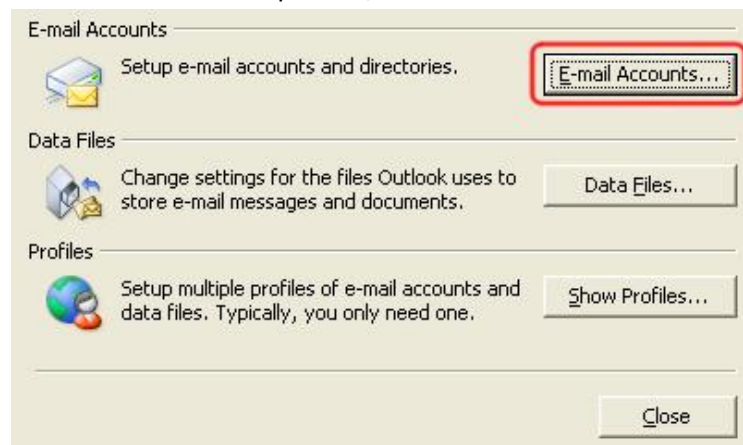 E-mail Accounts
Setup e-mail accounts and directories.
E-mail Accounts...
Data Files
Change settings for the files Outlook uses to
store e-mail messages and documents.
Data Files...
Profiles
Setup multiple profiles of e-mail accounts and
data files. Typically, you only need one.
Show Profiles...
Close